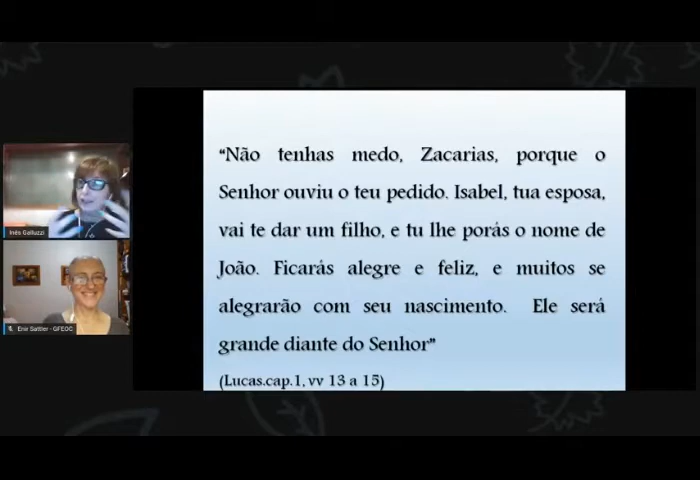 “Não tenhas medo, Zacarias, porque o
Senhor ouviu o teu pedido. Isabel, tua esposa,
vai te dar um filho, e tu lhe porás o nome de
João. Ficarás alegre e feliz, e muitos se
alegrarão com seu nascimento. Ele será
grande diante do Senhor”
(Lucas.cap.1, vv 13 a 15)
Inês Galluzzi
Ene Sattler - GFEOC